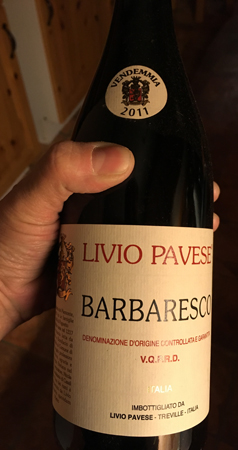 VENDEMMIA
2011
LIVIO PAVESE
BARBARESCO
DENOMINAZIONE D'ORIGINE CONTROLLATA E GARANTITA
V.Q.P.R.D.
ITALIA
IMBOTTIGLIATO DA
LIVIO PAVESE - TREVILLE - ITALIA